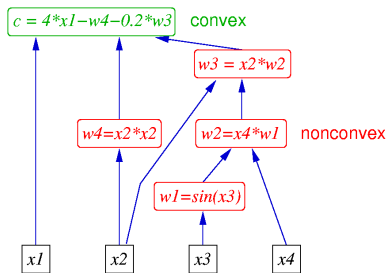 c = 4*x1−w4−0.2*w3 convex
w3 = x2*w2
w4=x2*x2 w2=x4*w1 nonconvex
w1=sin(x3)
x1 x2 x3 x4